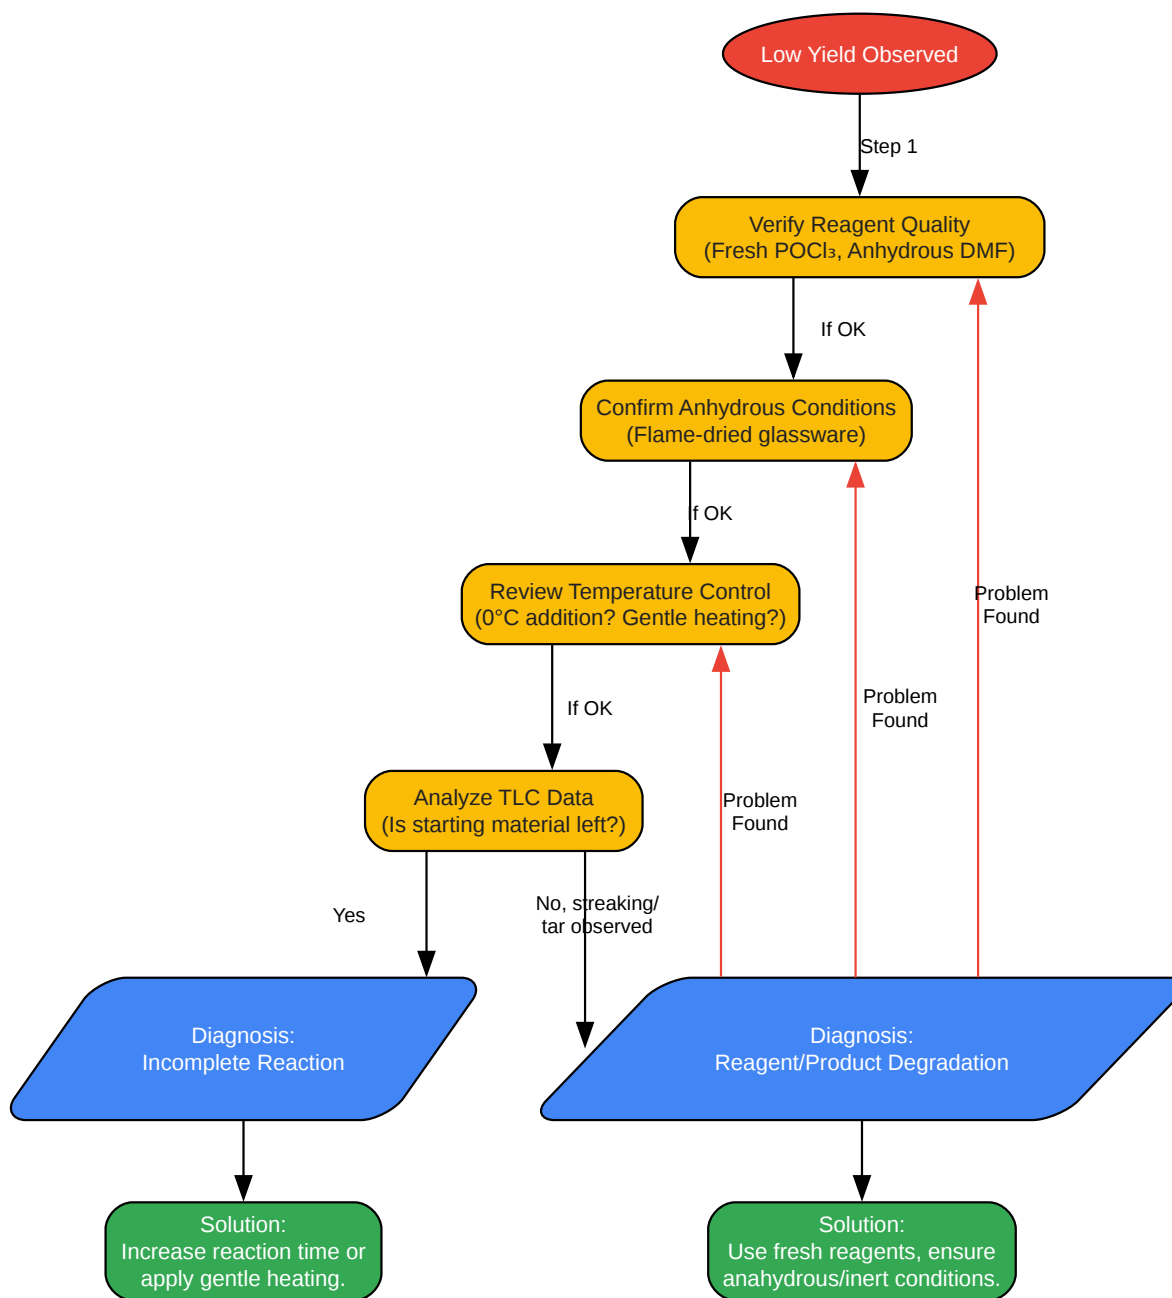 Low Yield Observed
Step 1
Verify Reagent Quality
(Fresh POCl₃, Anhydrous DMF)
If OK
Confirm Anhydrous Conditions
(Flame-dried glassware)
If OK
Review Temperature Control
(0°C addition? Gentle heating?)
Problem
Found
Problem
Found
If OK
Analyze TLC Data
(Is starting material left?)
Problem
Found
Yes
No, streaking/
tar observed
Diagnosis:
Incomplete Reaction
Diagnosis:
Reagent/Product Degradation
Solution:
Increase reaction time or
apply gentle heating.
Solution:
Use fresh reagents, ensure
anahydrous/inert conditions.